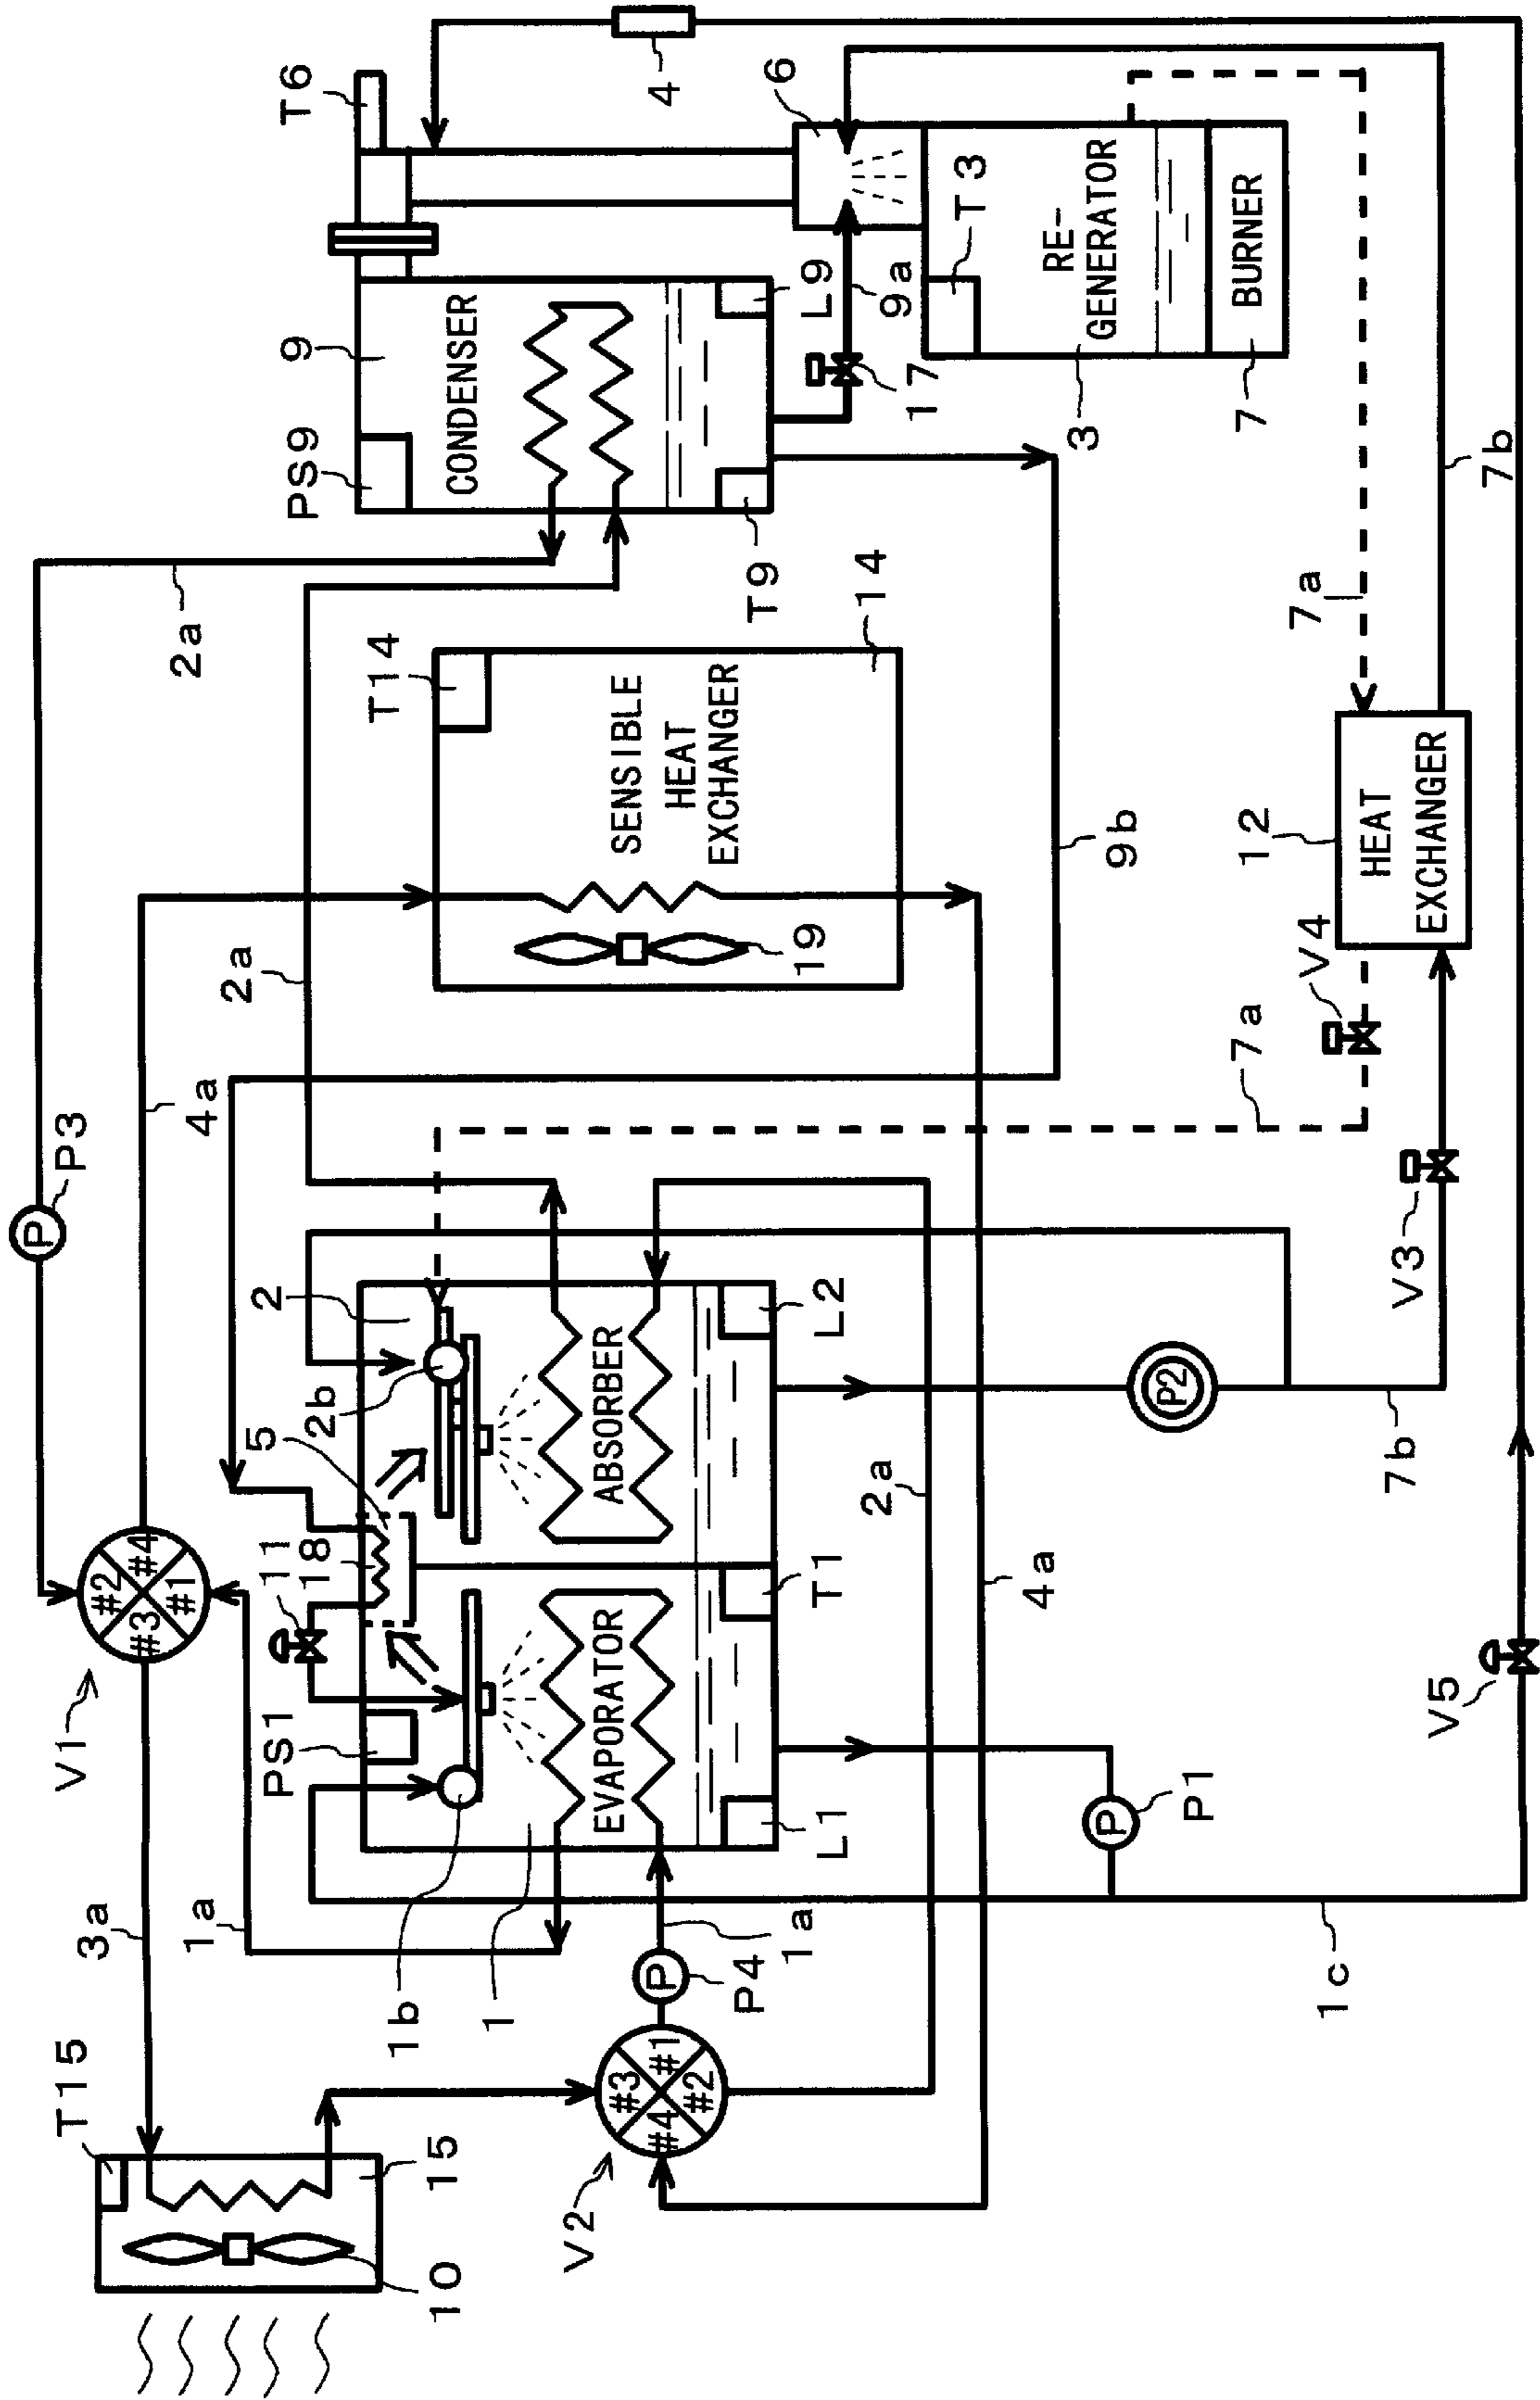 P
T15
V1
P3
3a
#2
#3
#4
#1
1a
4a
2a
2a
5
2
PS1
11
PS9
9
T6
18
2b
T14
1b
15
10
CONDENSER
1
V2
EVAPORATOR
ABSORBER
#3
#4
#1
#2
P
SENSIBLE
HEAT
EXCHANGER
4
P4
T9
6
1a
19
L1
T1
L2
L9
14
2a
9a
17
T3
4a
RE-
GENERATOR
3
P
9b
P2
P1
7a
12
7
BURNER
V4
7a
1c
HEAT
EXCHANGER
7b
V3
V5
7b